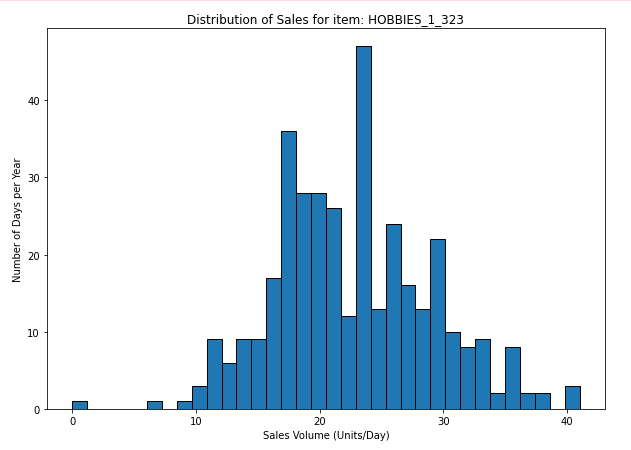 Distribution of Sales for item: HOBBIES_1_323
Number of Days per Year
40
30
20
10
0
0 10 20 30 40
Sales Volume (Units/Day)